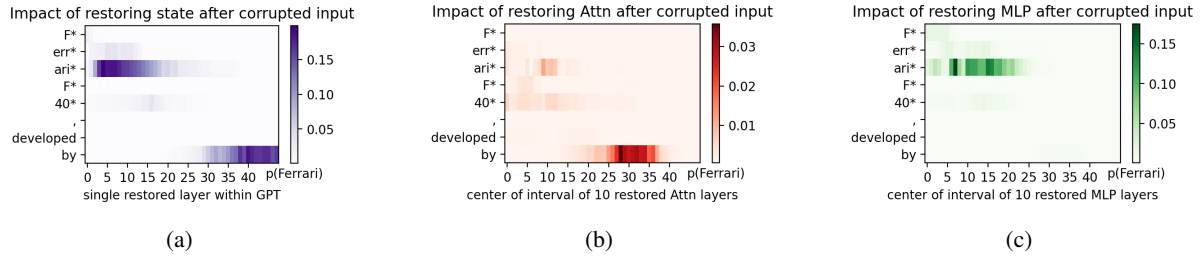 Impact of restoring state after corrupted input
F*
err*
ari*
F*
40*
,
developed
by
0 5 10 15 20 25 30 35 40
0.15
0.10
0.05
p(Ferrari)
single restored layer within GPT
(a)
Impact of restoring Attn after corrupted input
F*
err*
ari*
F*
40*
,
developed
by
0 5 10 15 20 25 30 35 40
0.03
0.02
0.01
p(Ferrari)
center of interval of 10 restored Attn layers
(b)
Impact of restoring MLP after corrupted input
F*
err*
ari*
F*
40*
,
developed
by
0 5 10 15 20 25 30 35 40
0.15
0.10
0.05
p(Ferrari)
center of interval of 10 restored MLP layers
(c)